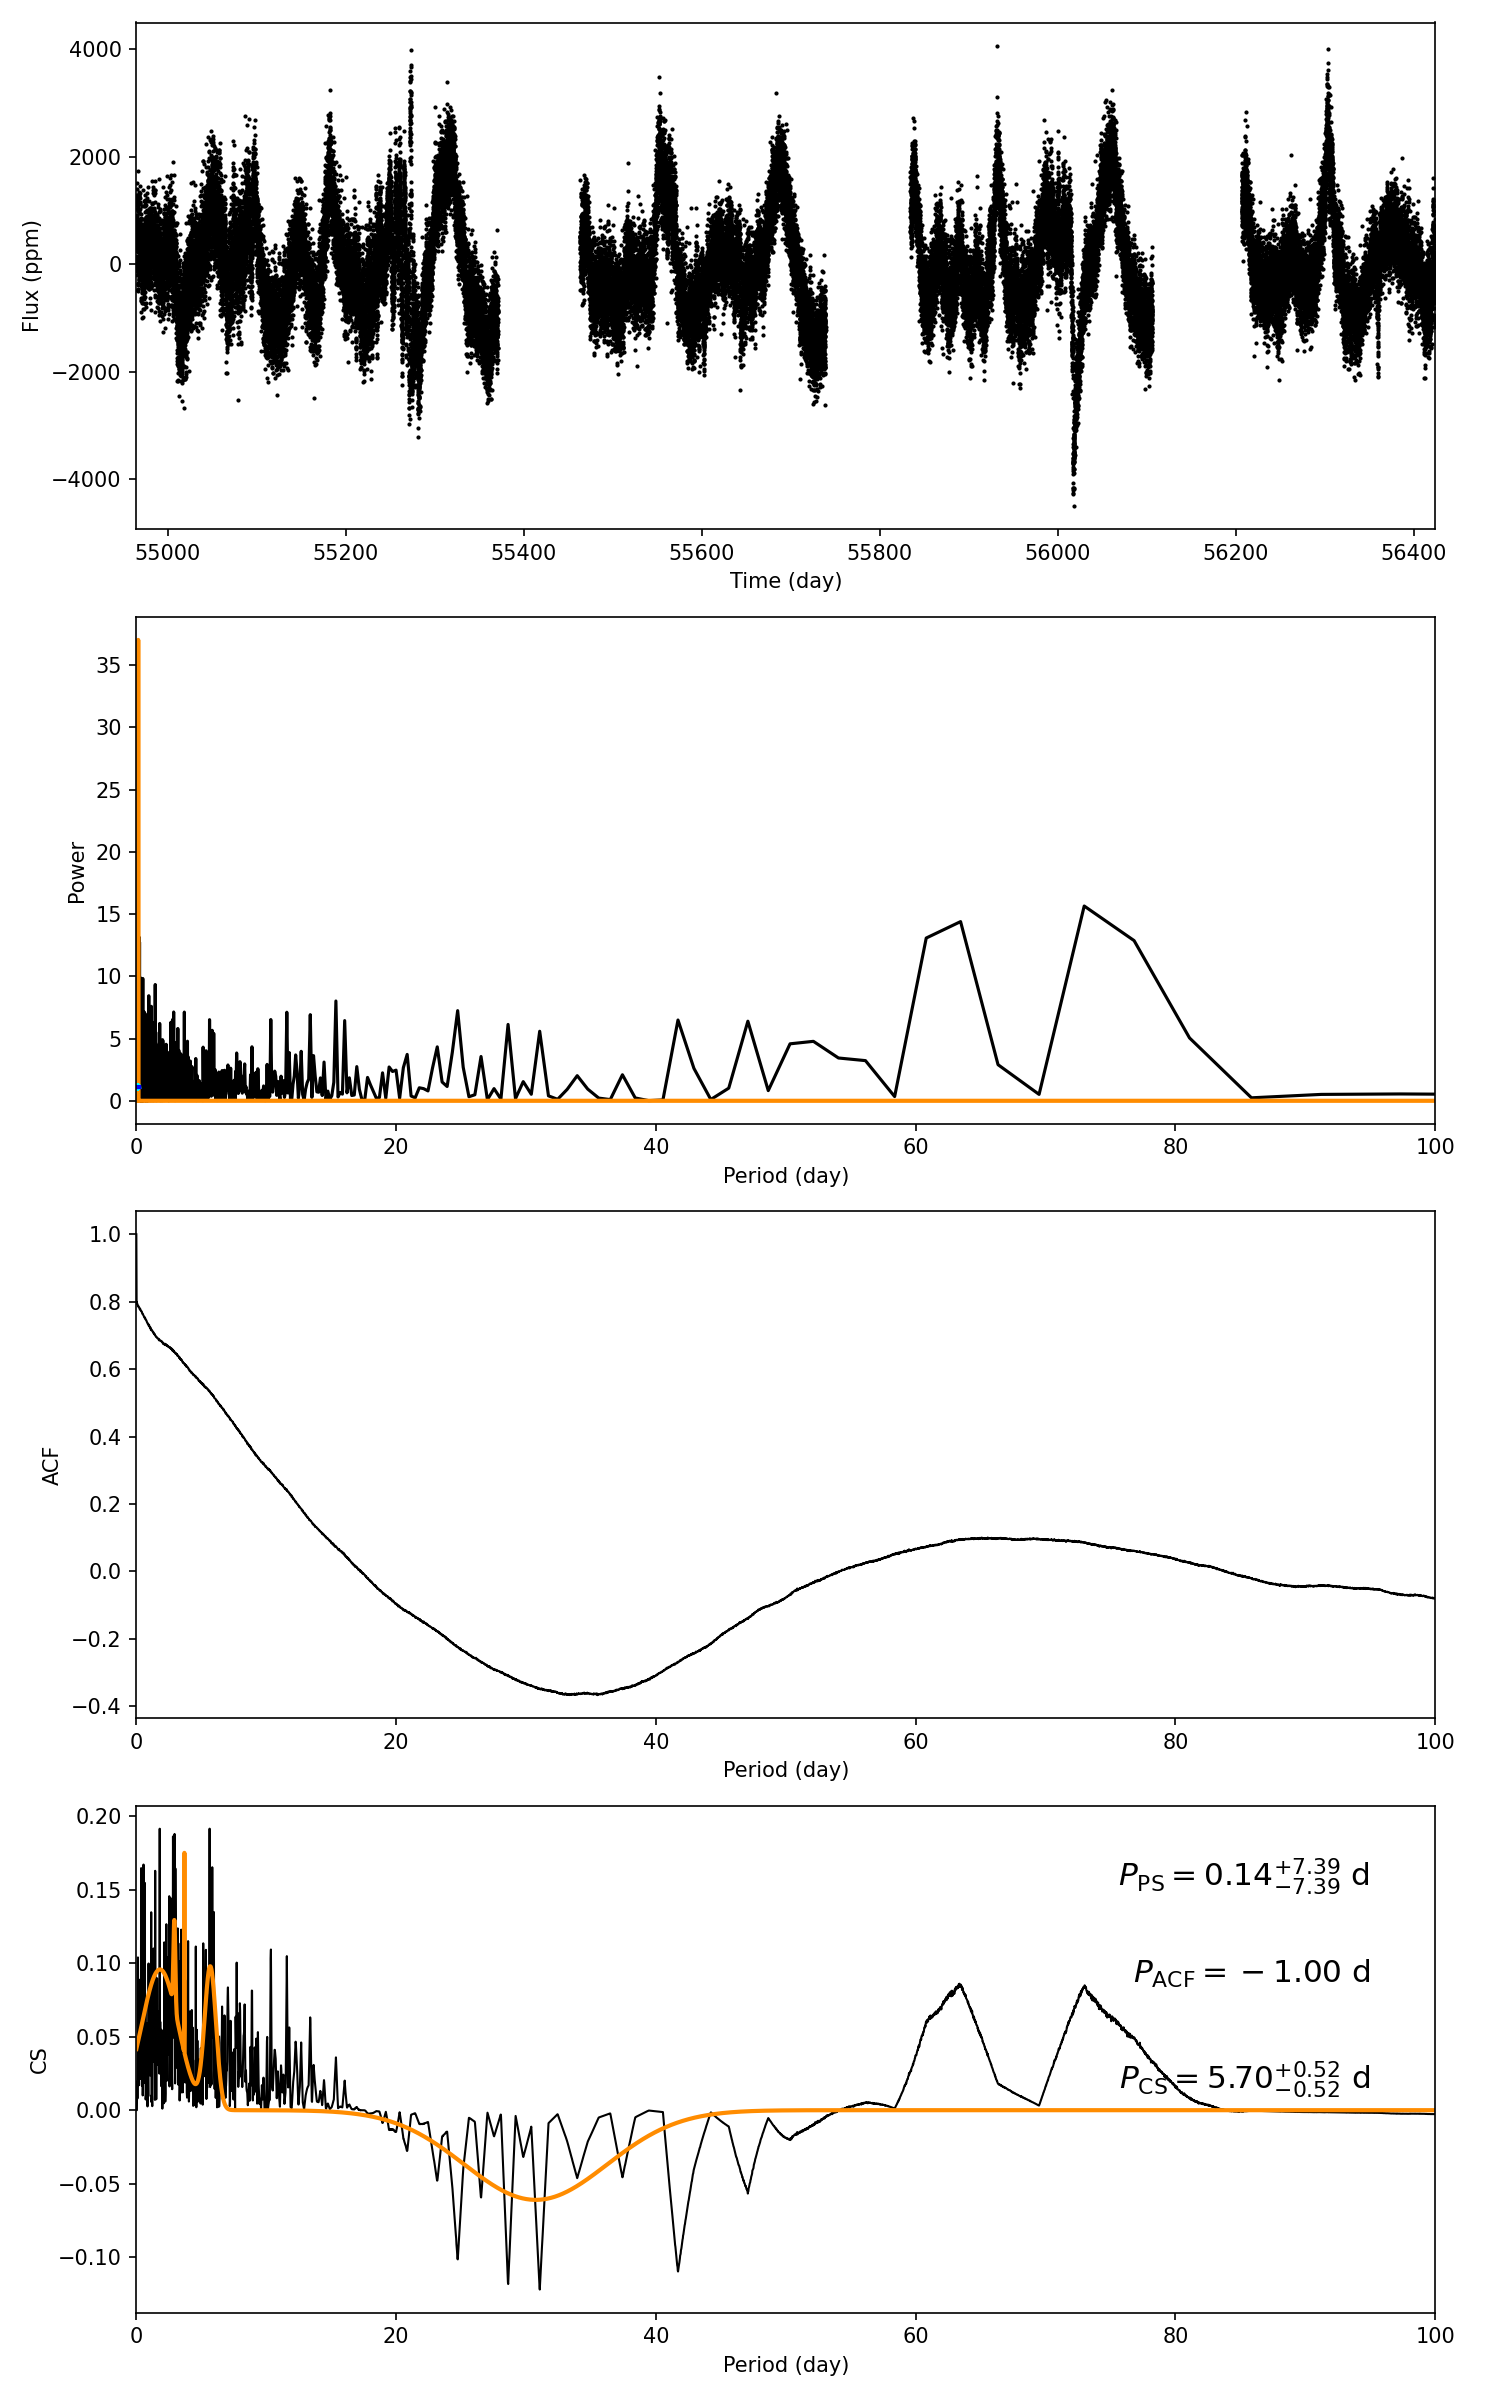 4000
2000
0
−2000
−4000
Flux (ppm)
55000 55200 55400 55600 55800 56000 56200 56400
Time (day)
35
30
25
20
15
10
5
0
Power
0 20 40 60 80 100
Period (day)
1.0
0.8
0.6
0.4
0.2
0.0
−0.2
−0.4
ACF
0 20 40 60 80 100
Period (day)
0.20
0.15
0.10
0.05
0.00
−0.05
−0.10
CS
P_PS = 0.14^{+7.39}_{−7.39} d
P_ACF = −1.00 d
P_CS = 5.70^{+0.52}_{−0.52} d
0 20 40 60 80 100
Period (day)